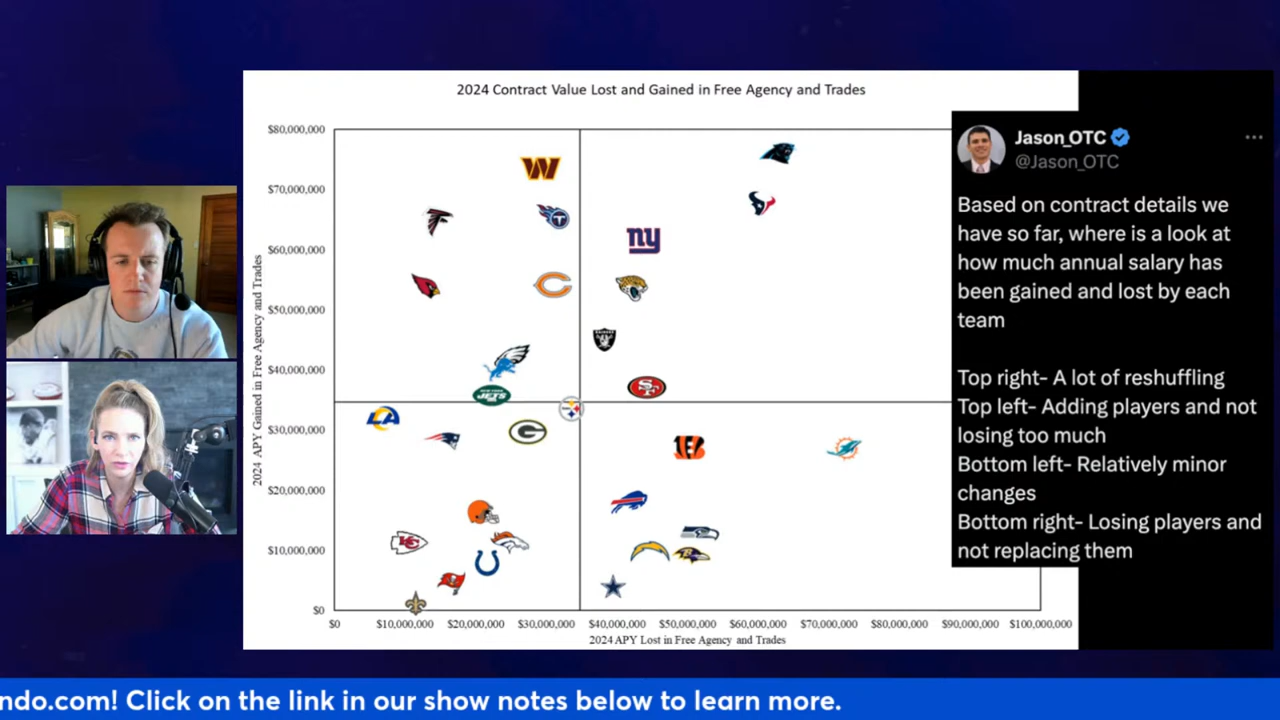 2024 Contract Value Lost and Gained in Free Agency and Trades
2024 APY Gained in Free Agency and Trades
$80,000,000
$70,000,000
$60,000,000
$50,000,000
$40,000,000
$30,000,000
$20,000,000
$10,000,000
$0
W
T
ny
C
JETS
LA
Steelers
G
SF
KC
$0 $10,000,000 $20,000,000 $30,000,000 $40,000,000 $50,000,000 $60,000,000 $70,000,000 $80,000,000 $90,000,000 $100,000,000
2024 APY Lost in Free Agency and Trades
Jason_OTC
@Jason_OTC
Based on contract details we
have so far, where is a look at
how much annual salary has
been gained and lost by each
team
Top right- A lot of reshuffling
Top left- Adding players and not
losing too much
Bottom left- Relatively minor
changes
Bottom right- Losing players and
not replacing them
ndo.com! Click on the link in our show notes below to learn more.